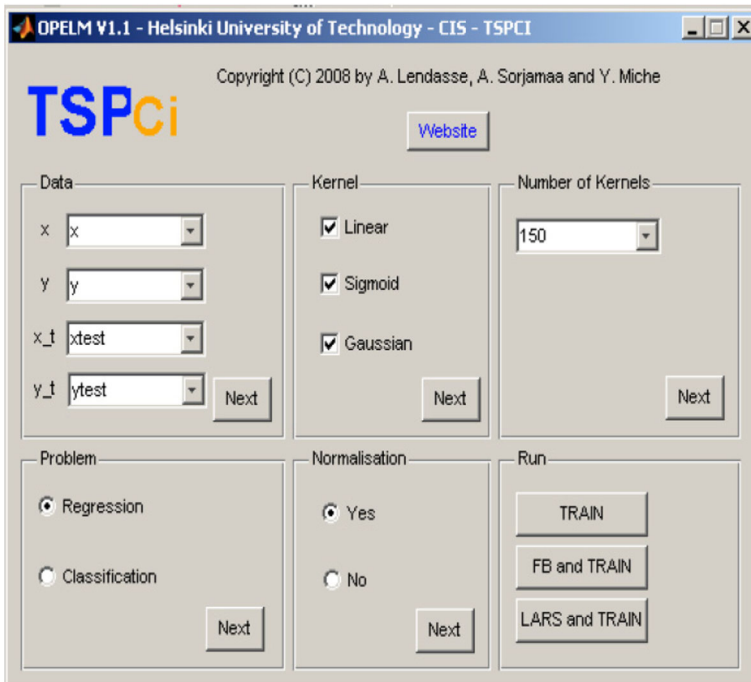 OPELM V1.1 - Helsinki University of Technology - CIS - TSPCI
Copyright (C) 2008 by A. Lendasse, A. Sorjamaa and Y. Miche
TSPCi
Website
Data
x x
y y
x_t xtest
y_t ytest
Next
Kernel
Linear
Sigmoid
Gaussian
Next
Number of Kernels
150
Next
Problem
Regression
Classification
Next
Normalisation
Yes
No
Next
Run
TRAIN
FB and TRAIN
LARS and TRAIN